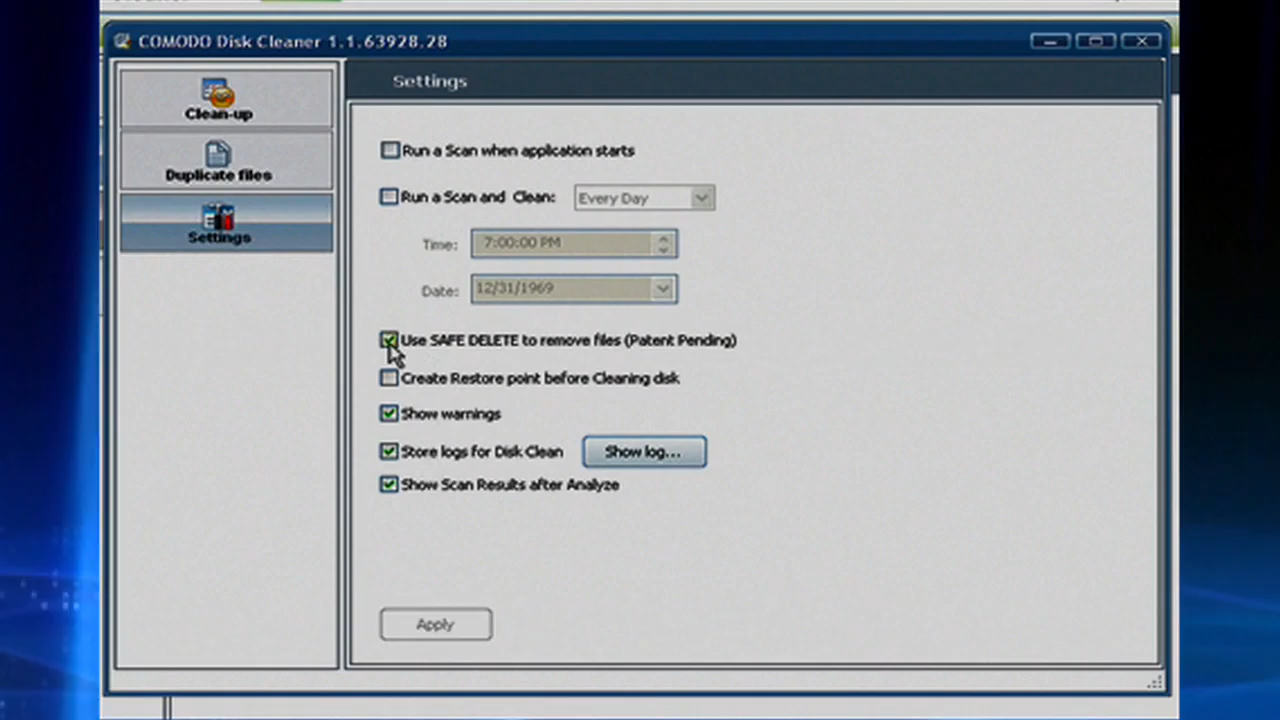 COMODO Disk Cleaner 1.1.63928.28
Clean-up
Duplicate files
Settings
Settings
Run a Scan when application starts
Run a Scan and Clean: Every Day
Time: 7:00:00 PM
Date: 12/31/1969
Use SAFE DELETE to remove files (Patent Pending)
Create Restore point before Cleaning disk
Show warnings
Store logs for Disk Clean Show log...
Show Scan Results after Analyze
Apply